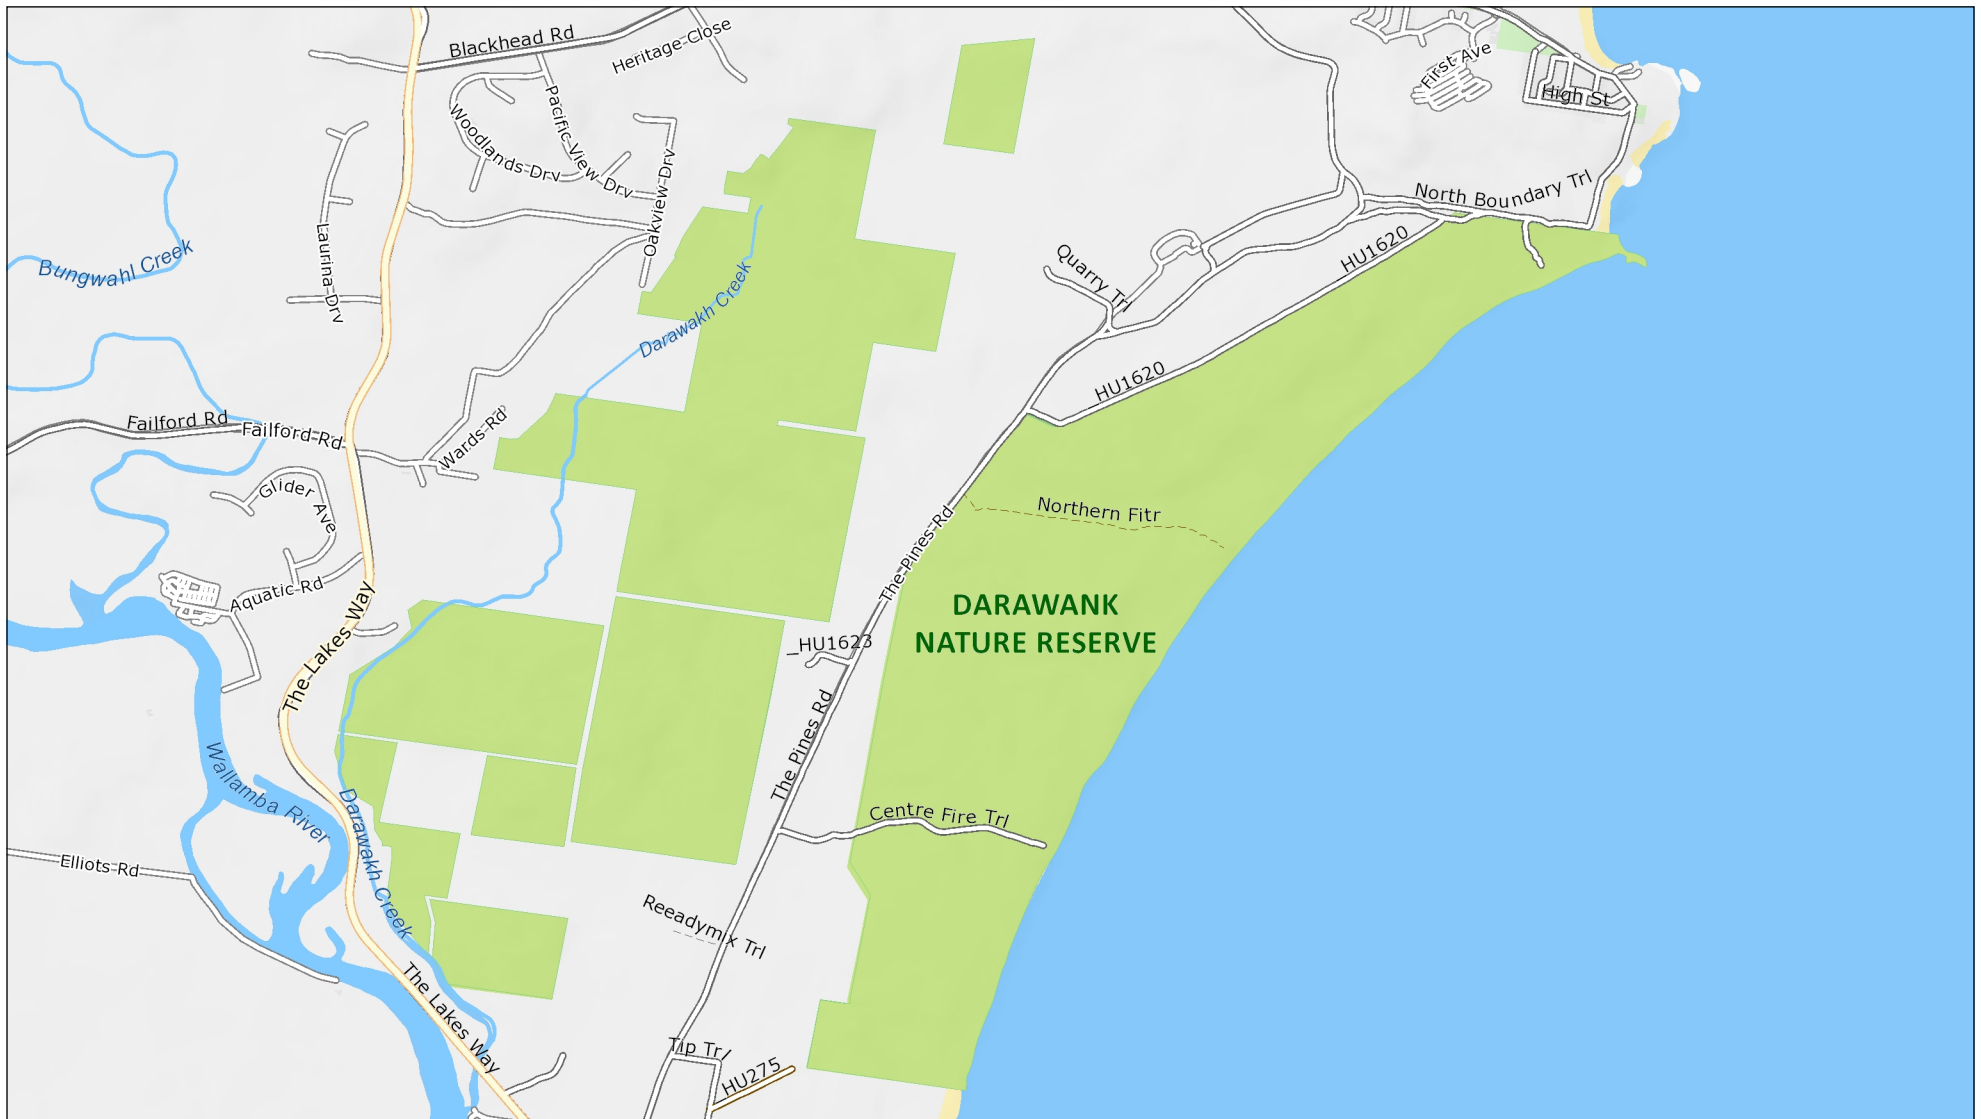 Blackhead Rd
Heritage Close
First Ave
High St
Woodlands Drv
Pacific View Drv
Oakview Drv
North Boundary Trl
Laurina Drv
Bungwahl Creek
Quarry Trl
HU1620
Darawakh Creek
HU1620
Failford Rd
Failford Rd
Wards Rd
Glider Ave
Northern Fitr
The Pines Rd
Aquatic Rd
DARAWANK
NATURE RESERVE
The Lakes Way
_HU1623
The Pines Rd
Wallamba River
Darawakh Creek
Centre Fire Trl
Elliots Rd
Reeadymix Trl
The Lakes Way
Tip Tr/
HU275